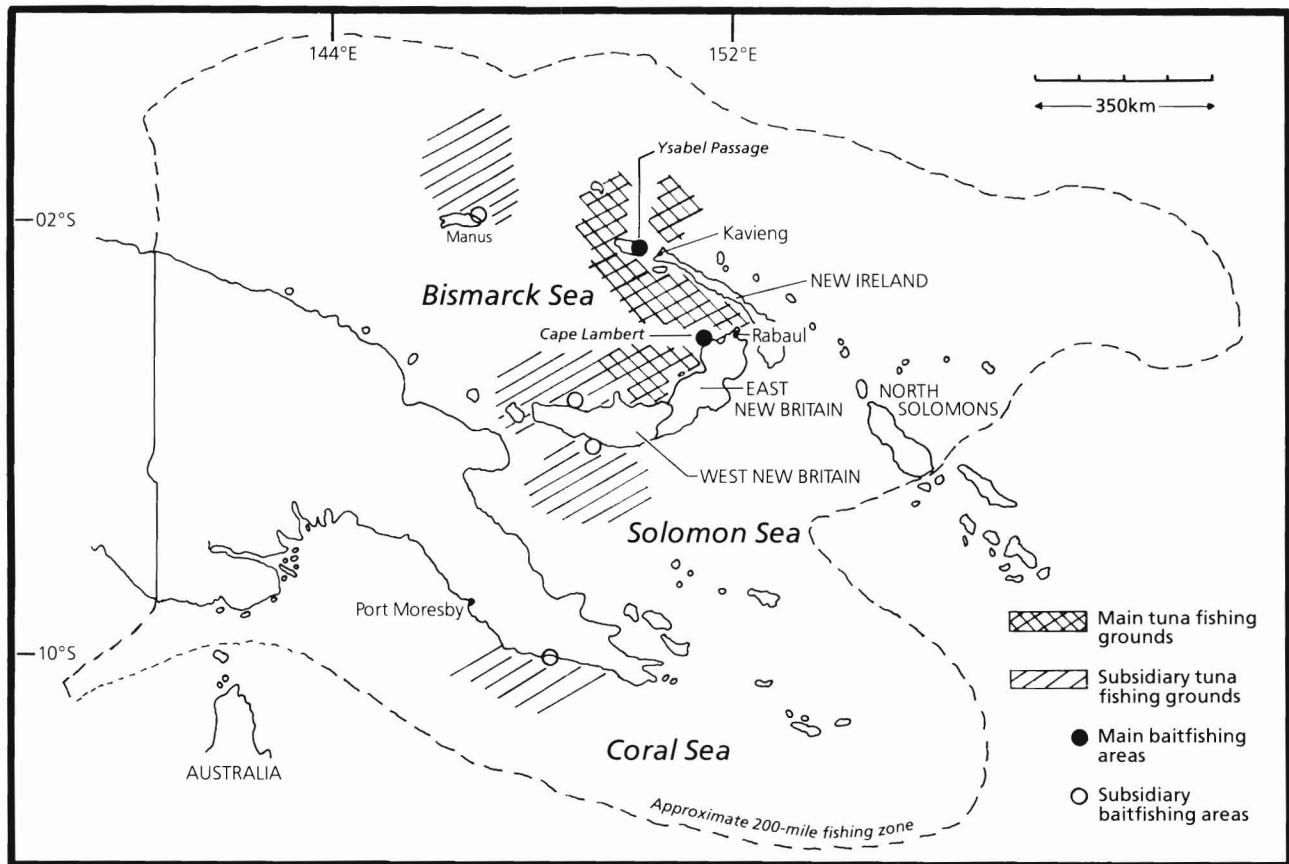 144°E
152°E
350km
Ysabel Passage
02°S
Manus
Kavieng
Bismarck Sea
NEW IRELAND
Cape Lambert
Rabaul
EAST
NEW BRITAIN
NORTH
SOLOMONS
WEST NEW BRITAIN
Solomon Sea
Port Moresby
Main tuna fishing
grounds
10°S
Subsidiary tuna
fishing grounds
Coral Sea
Main baitfishing
areas
AUSTRALIA
Subsidiary
baitfishing areas
Approximate 200-mile fishing zone